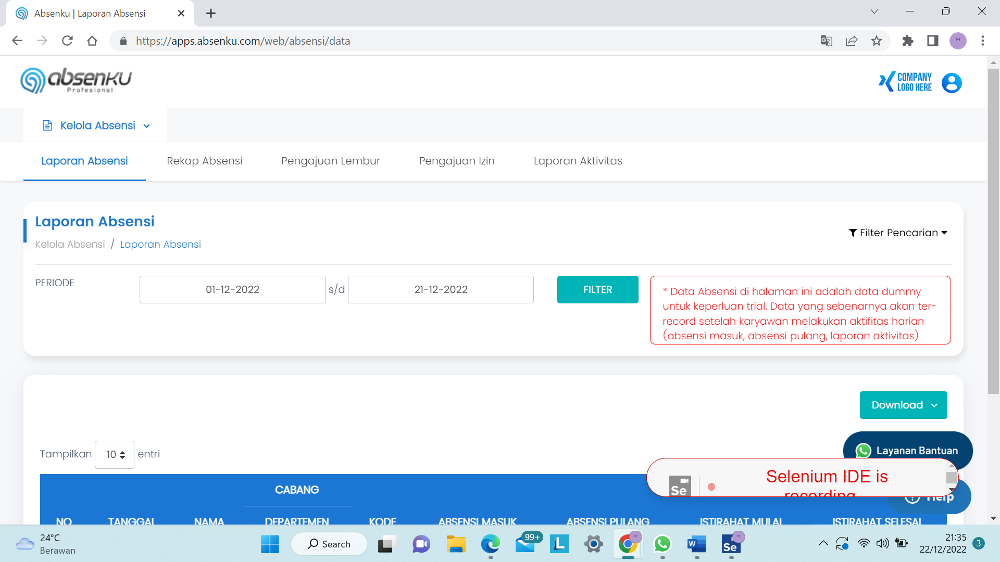 Absenku | Laporan Absensi
https://apps.absenku.com/web/absensi/data
absenku
Profesional
COMPANY
LOGO HERE
Kelola Absensi
Laporan Absensi
Rekap Absensi
Pengajuan Lembur
Pengajuan Izin
Laporan Aktivitas
Laporan Absensi
Kelola Absensi / Laporan Absensi
Filter Pencarian
PERIODE
01-12-2022 s/d 21-12-2022
FILTER
* Data Absensi di halaman ini adalah data dummy
untuk keperluan trial. Data yang sebenarnya akan ter-
record setelah karyawan melakukan aktifitas harian
(absensi masuk, absensi pulang, laporan aktivitas)
Download
Tampilkan 10 entri
Layanan Bantuan
Se
Selenium IDE is
recording
Help
CABANG
NO
TANGGAL
NAMA
DEPARTEMEN
KODE
ABSENSI MASUK
ABSENSI PULANG
ISTIRAHAT MULAI
ISTIRAHAT SELESAI
24°C
Berawan
Search
99+
L
W
Se
21:35
22/12/2022
3